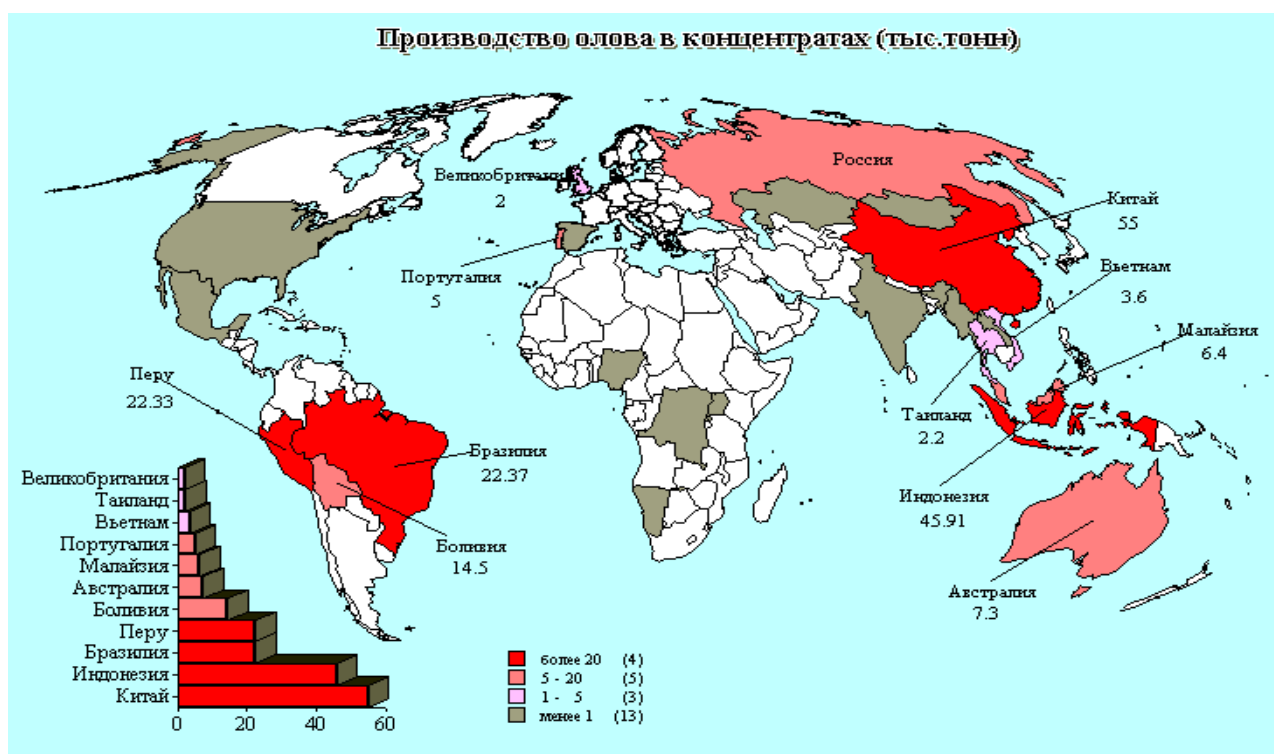 Производство олова в концентратах (тыс.тонн)
Великобритания
2
Россия
Китай
55
Португалия
5
Вьетнам
3.6
Малайзия
6.4
Перу
22.33
Таиланд
2.2
Бразилия
22.37
Индонезия
45.91
Боливия
14.5
Австралия
7.3
Великобритания
Таиланд
Вьетнам
Португалия
Малайзия
Австралия
Боливия
Перу
Бразилия
Индонезия
Китай
0 20 40 60
более 20 (4)
5 - 20 (5)
1 - 5 (3)
менее 1 (13)